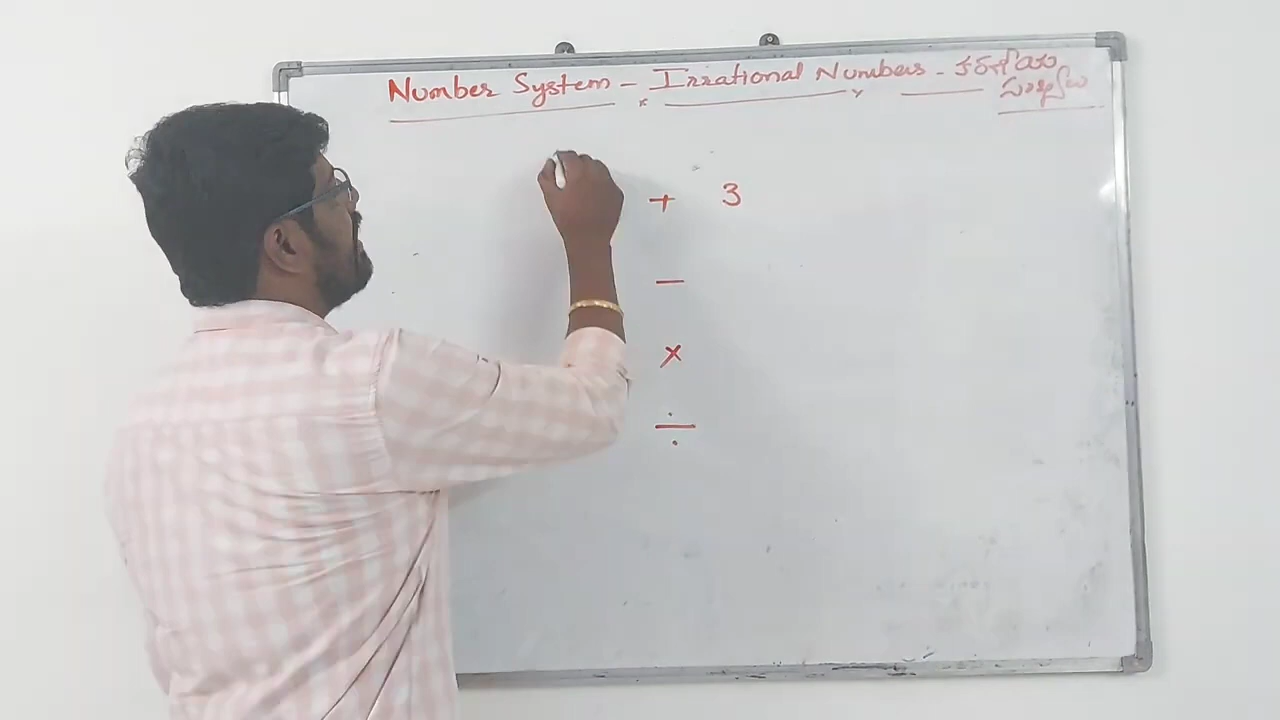 Number System - Irrational Numbers - కరణీయ
సంఖ్యలు
+ 3
−
×
÷